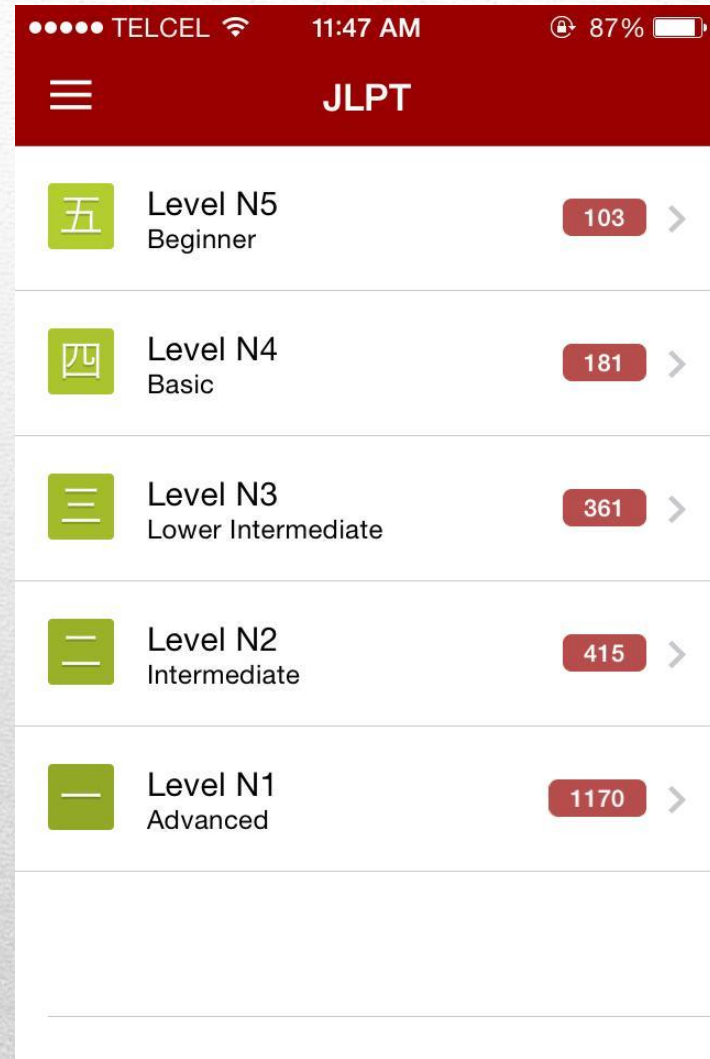 TELCEL 11:47 AM 87%
JLPT
五 Level N5 103
Beginner
四 Level N4 181
Basic
三 Level N3 361
Lower Intermediate
二 Level N2 415
Intermediate
一 Level N1 1170
Advanced